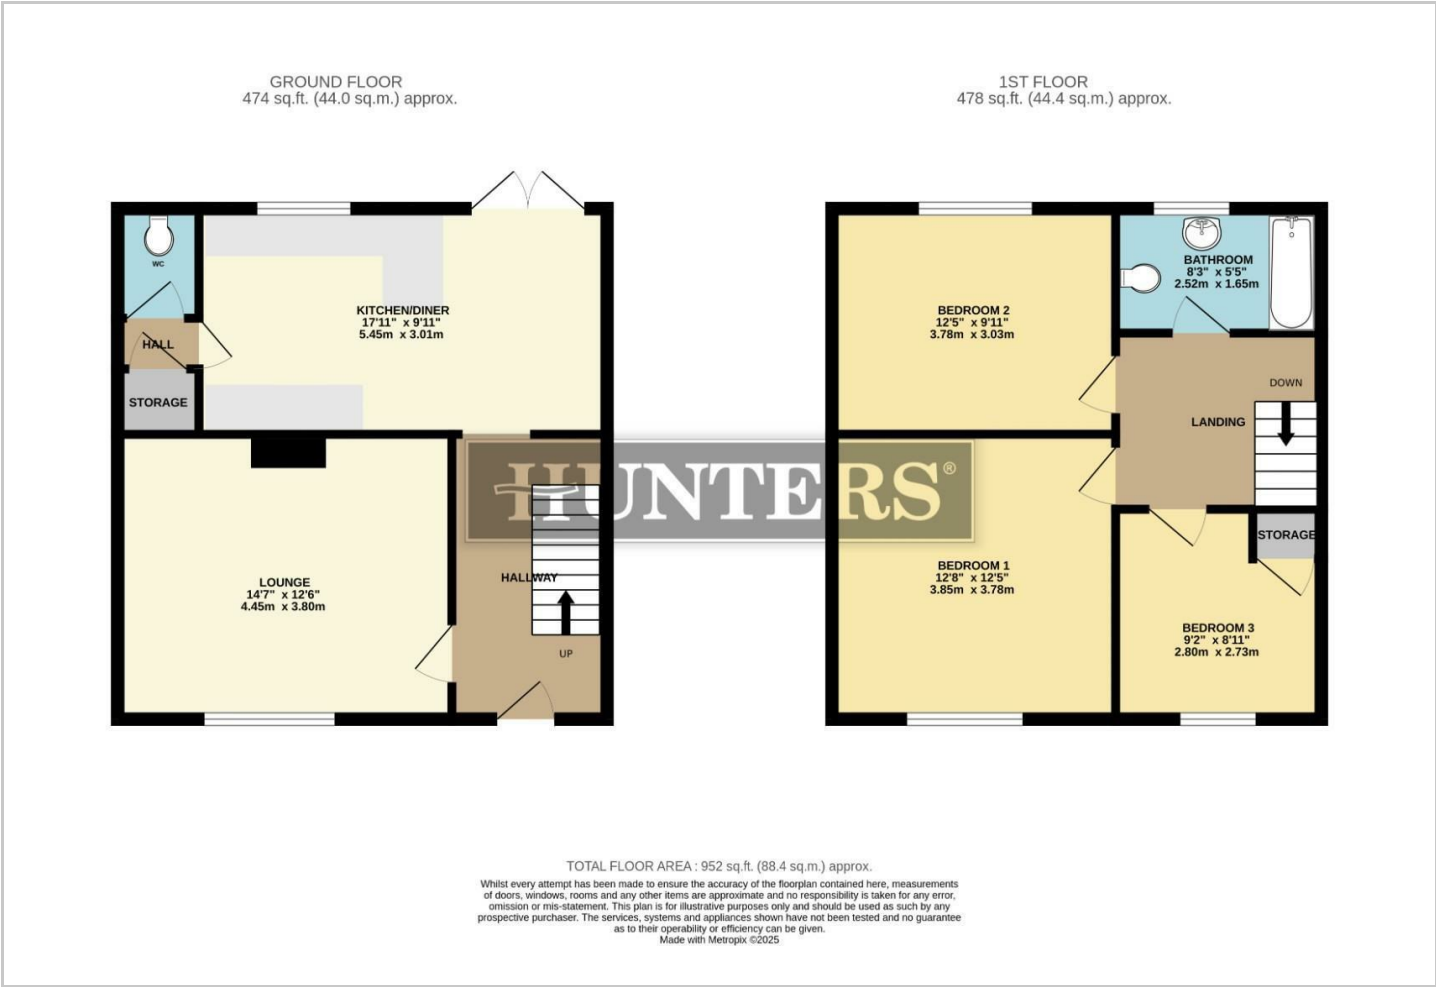 GROUND FLOOR
474 sq.ft. (44.0 sq.m.) approx.
1ST FLOOR
478 sq.ft. (44.4 sq.m.) approx.
WC
HALL
STORAGE
KITCHEN/DINER
17'11" x 9'11"
5.45m x 3.01m
LOUNGE
14'7" x 12'6"
4.45m x 3.80m
HALLWAY
UP
HUNTERS®
BEDROOM 2
12'5" x 9'11"
3.78m x 3.03m
BATHROOM
8'3" x 5'5"
2.52m x 1.65m
DOWN
LANDING
BEDROOM 1
12'8" x 12'5"
3.85m x 3.78m
STORAGE
BEDROOM 3
9'2" x 8'11"
2.80m x 2.73m
TOTAL FLOOR AREA : 952 sq.ft. (88.4 sq.m.) approx.
Whilst every attempt has been made to ensure the accuracy of the floorplan contained here, measurements
of doors, windows, rooms and any other items are approximate and no responsibility is taken for any error,
omission or mis-statement. This plan is for illustrative purposes only and should be used as such by any
prospective purchaser. The services, systems and appliances shown have not been tested and no guarantee
as to their operability or efficiency can be given.
Made with Metropix ©2025